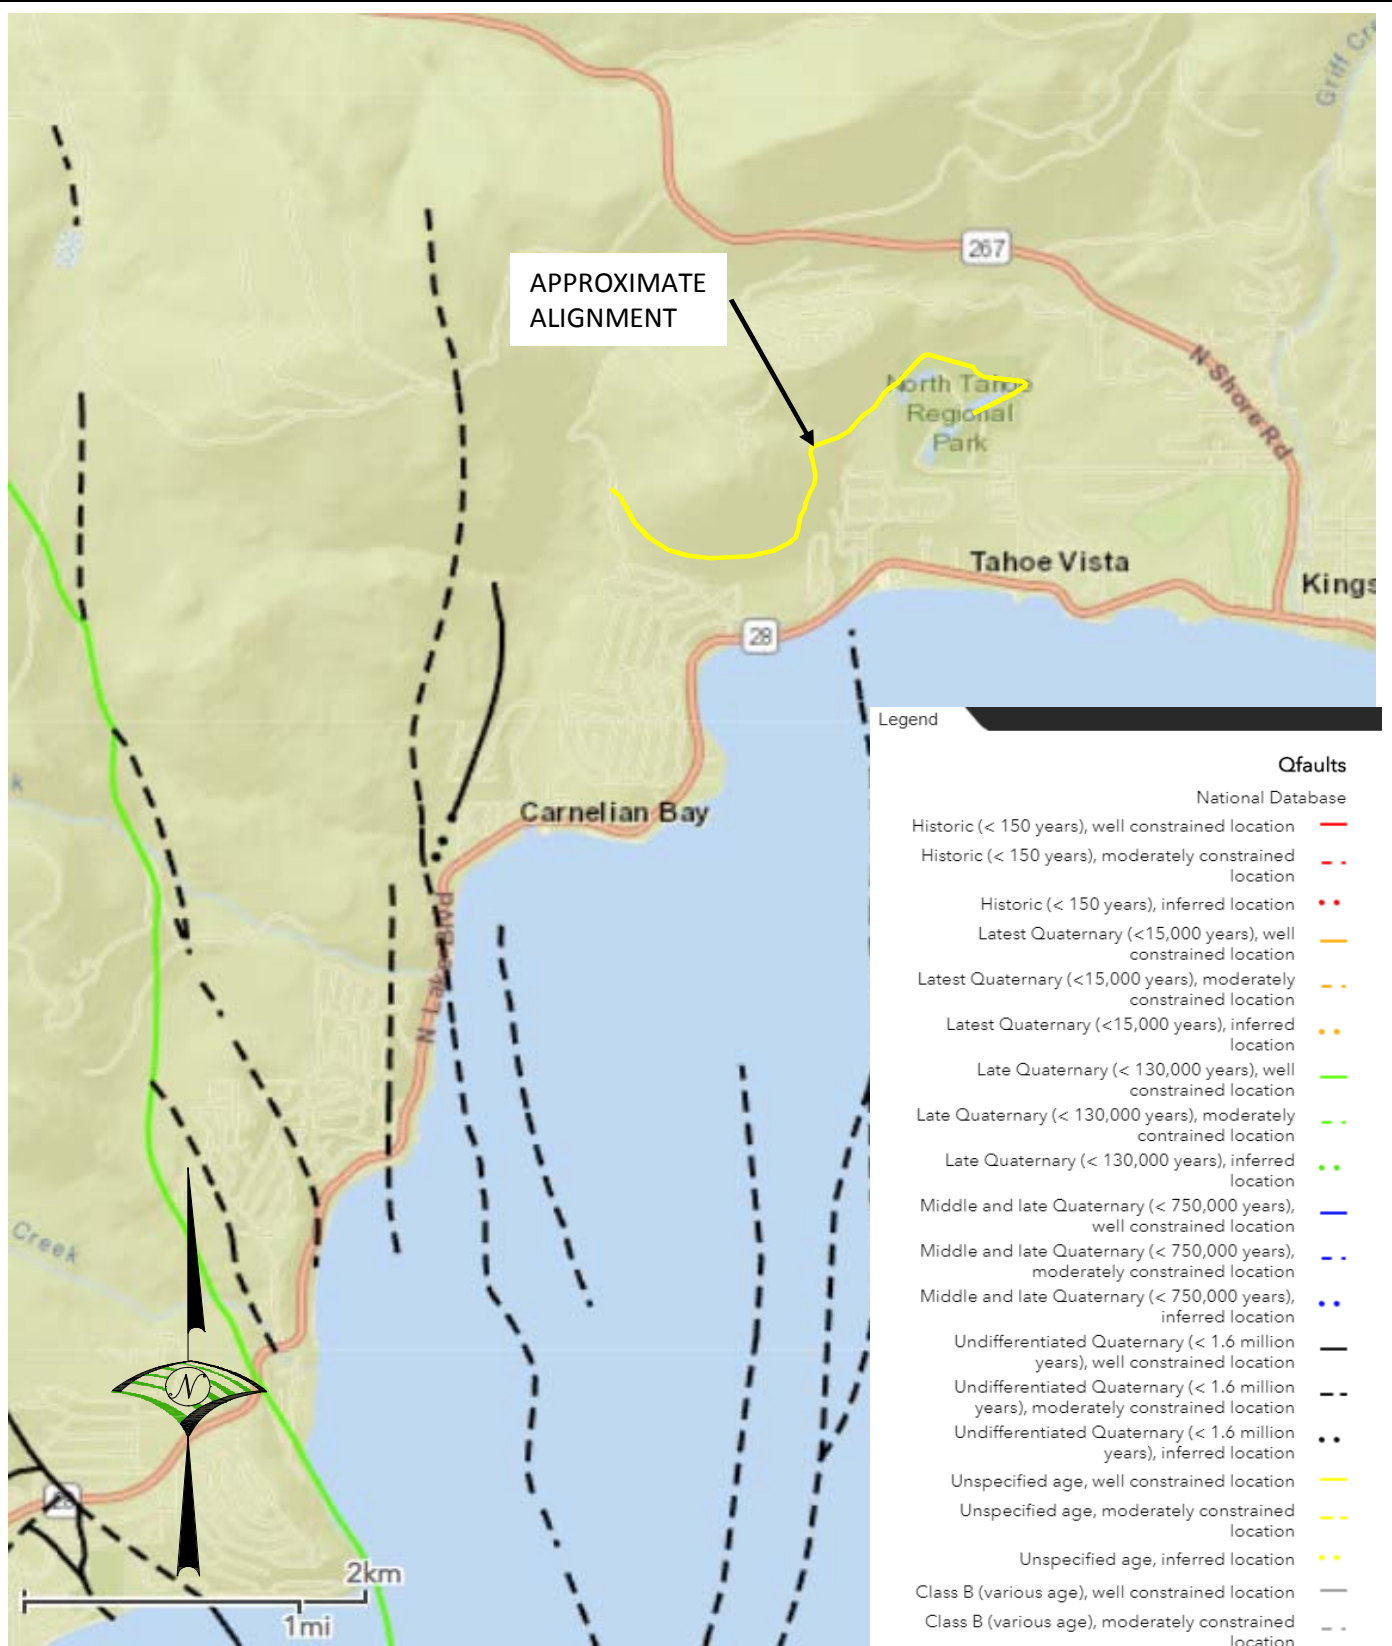 Griff Cre
267
APPROXIMATE
ALIGNMENT
N Shore Rd
North Tahoe
Regional
Park
Tahoe Vista
Kings
28
Carnelian Bay
k
N Lake Blvd
Creek
N
28
2km
1mi
Legend
Qfaults
National Database
Historic (< 150 years), well constrained location
Historic (< 150 years), moderately constrained
location
Historic (< 150 years), inferred location
Latest Quaternary (<15,000 years), well
constrained location
Latest Quaternary (<15,000 years), moderately
constrained location
Latest Quaternary (<15,000 years), inferred
location
Late Quaternary (< 130,000 years), well
constrained location
Late Quaternary (< 130,000 years), moderately
contrained location
Late Quaternary (< 130,000 years), inferred
location
Middle and late Quaternary (< 750,000 years),
well constrained location
Middle and late Quaternary (< 750,000 years),
moderately constrained location
Middle and late Quaternary (< 750,000 years),
inferred location
Undifferentiated Quaternary (< 1.6 million
years), well constrained location
Undifferentiated Quaternary (< 1.6 million
years), moderately constrained location
Undifferentiated Quaternary (< 1.6 million
years), inferred location
Unspecified age, well constrained location
Unspecified age, moderately constrained
location
Unspecified age, inferred location
Class B (various age), well constrained location
Class B (various age), moderately constrained
location